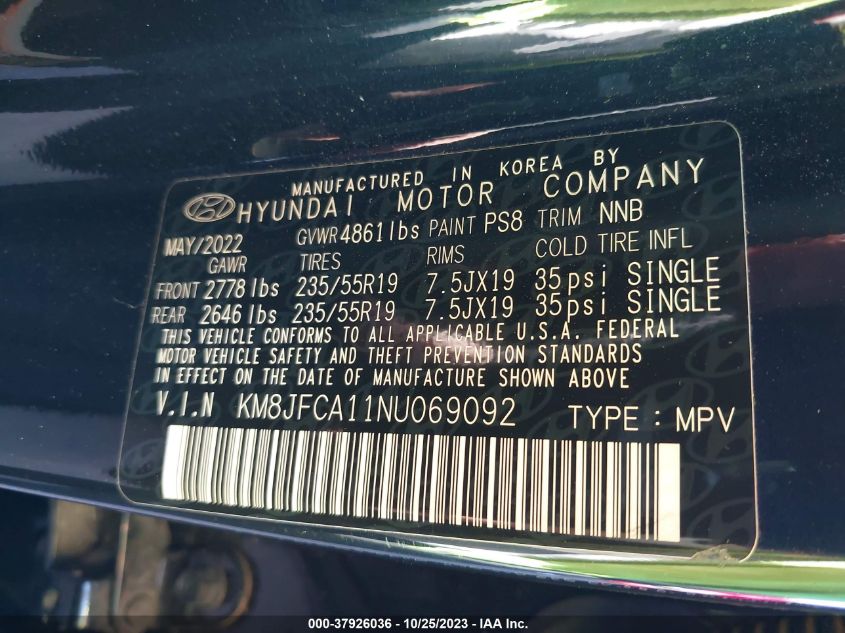 MANUFACTURED IN KOREA BY
HYUNDAI MOTOR COMPANY
MAY/2022 GVWR 4861 lbs PAINT PS8 TRIM NNB
GAWR TIRES RIMS COLD TIRE INFL
FRONT 2778 lbs 235/55R19 7.5JX19 35psi SINGLE
REAR 2646 lbs 235/55R19 7.5JX19 35psi SINGLE
THIS VEHICLE CONFORMS TO ALL APPLICABLE U.S.A. FEDERAL
MOTOR VEHICLE SAFETY AND THEFT PREVENTION STANDARDS
IN EFFECT ON THE DATE OF MANUFACTURE SHOWN ABOVE
V.I.N KM8JFCA11NU069092 TYPE : MPV
000-37926036 - 10/25/2023 - IAA Inc.